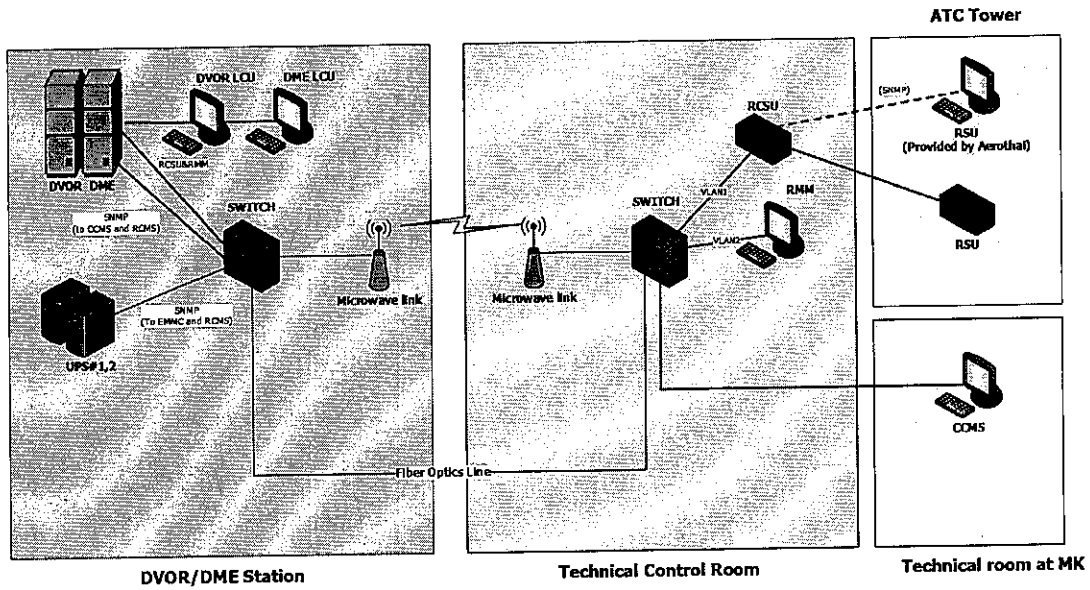 ATC Tower
DVOR LCU
DME LCU
RCSU&RMM
DVOR
DME
SNMP
(to CCMS and RCMS)
SWITCH
Microwave link
SNMP
(To EMMC and RCMS)
UPS#1,2
Fiber Optics Line
DVOR/DME Station
Microwave link
SWITCH
VLAN1
VLAN2
RCSU
RMM
Technical Control Room
(SNMP)
RSU
(Provided by Aerothai)
RSU
CCMS
Technical room at MK